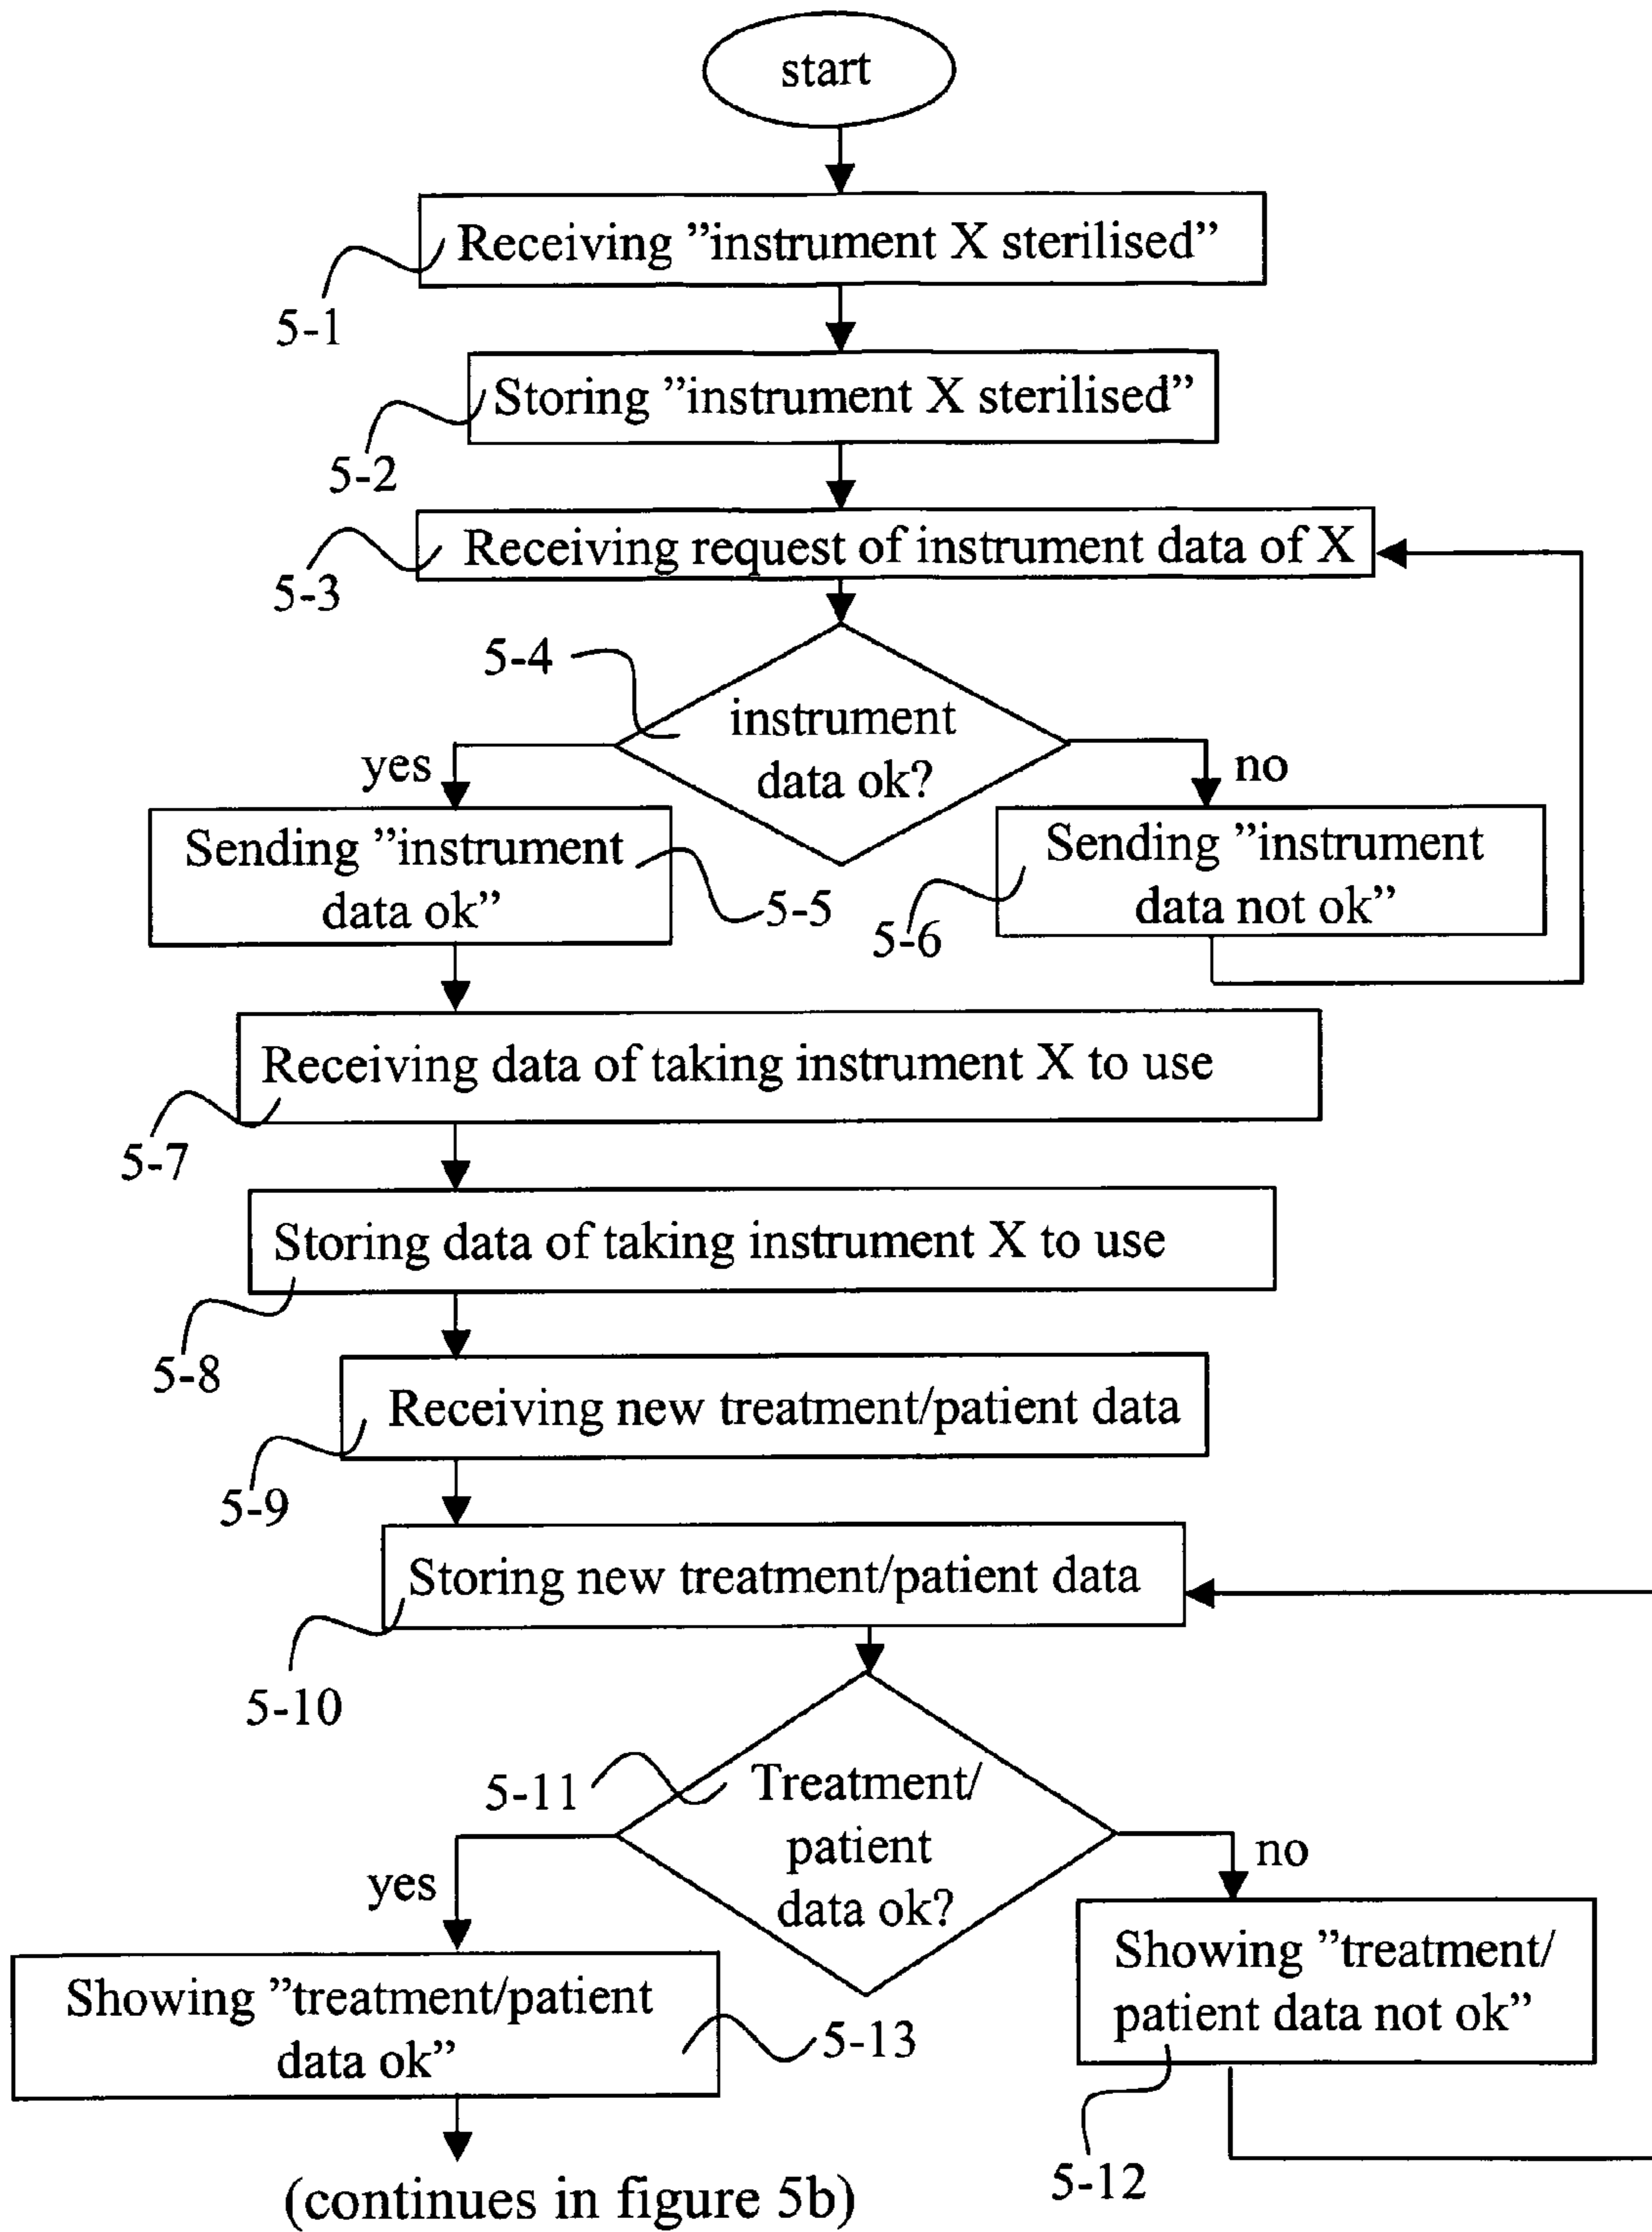 start
Receiving ”instrument X sterilised”
5-1
Storing ”instrument X sterilised”
5-2
Receiving request of instrument data of X
5-3
5-4
instrument
data ok?
yes
no
Sending ”instrument
data ok”
5-5
Sending ”instrument
data not ok”
5-6
Receiving data of taking instrument X to use
5-7
Storing data of taking instrument X to use
5-8
Receiving new treatment/patient data
5-9
Storing new treatment/patient data
5-10
5-11
Treatment/
patient
data ok?
yes
no
Showing ”treatment/patient
data ok”
5-13
Showing ”treatment/
patient data not ok”
5-12
(continues in figure 5b)